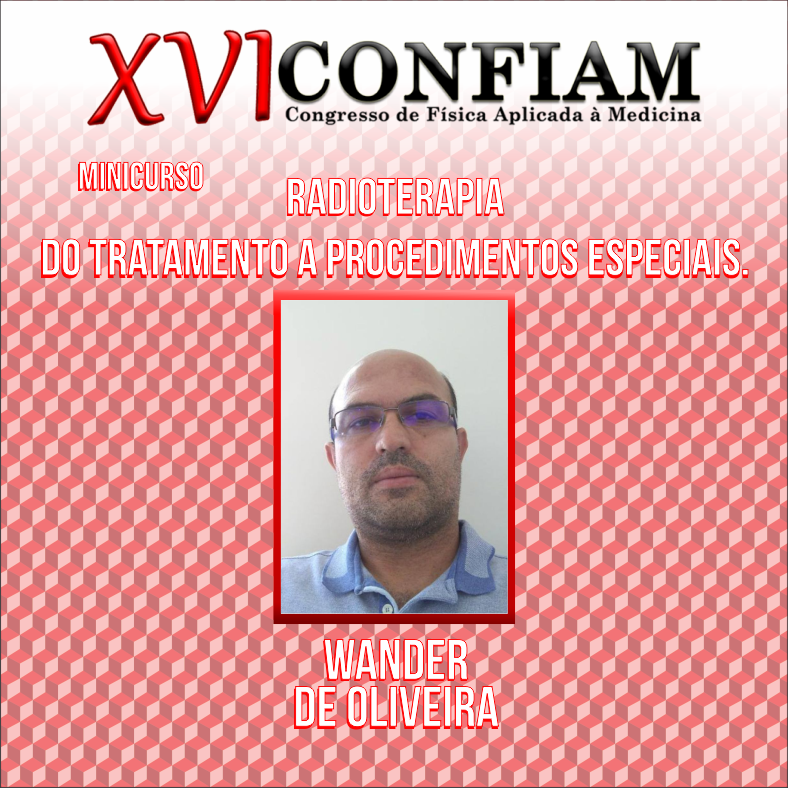 XVI CONFIAM
Congresso de Física Aplicada à Medicina
MINICURSO
RADIOTERAPIA
DO TRATAMENTO A PROCEDIMENTOS ESPECIAIS.
WANDER
DE OLIVEIRA